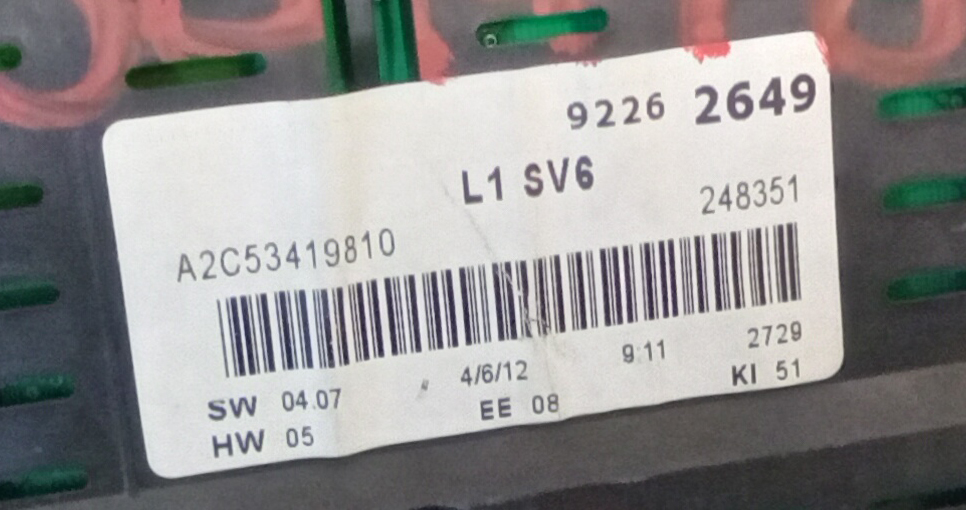 9226 2649
L1 SV6
A2C53419810 248351
SW 04.07 4/6/12 9:11 2729
HW 05 EE 08 KI 51